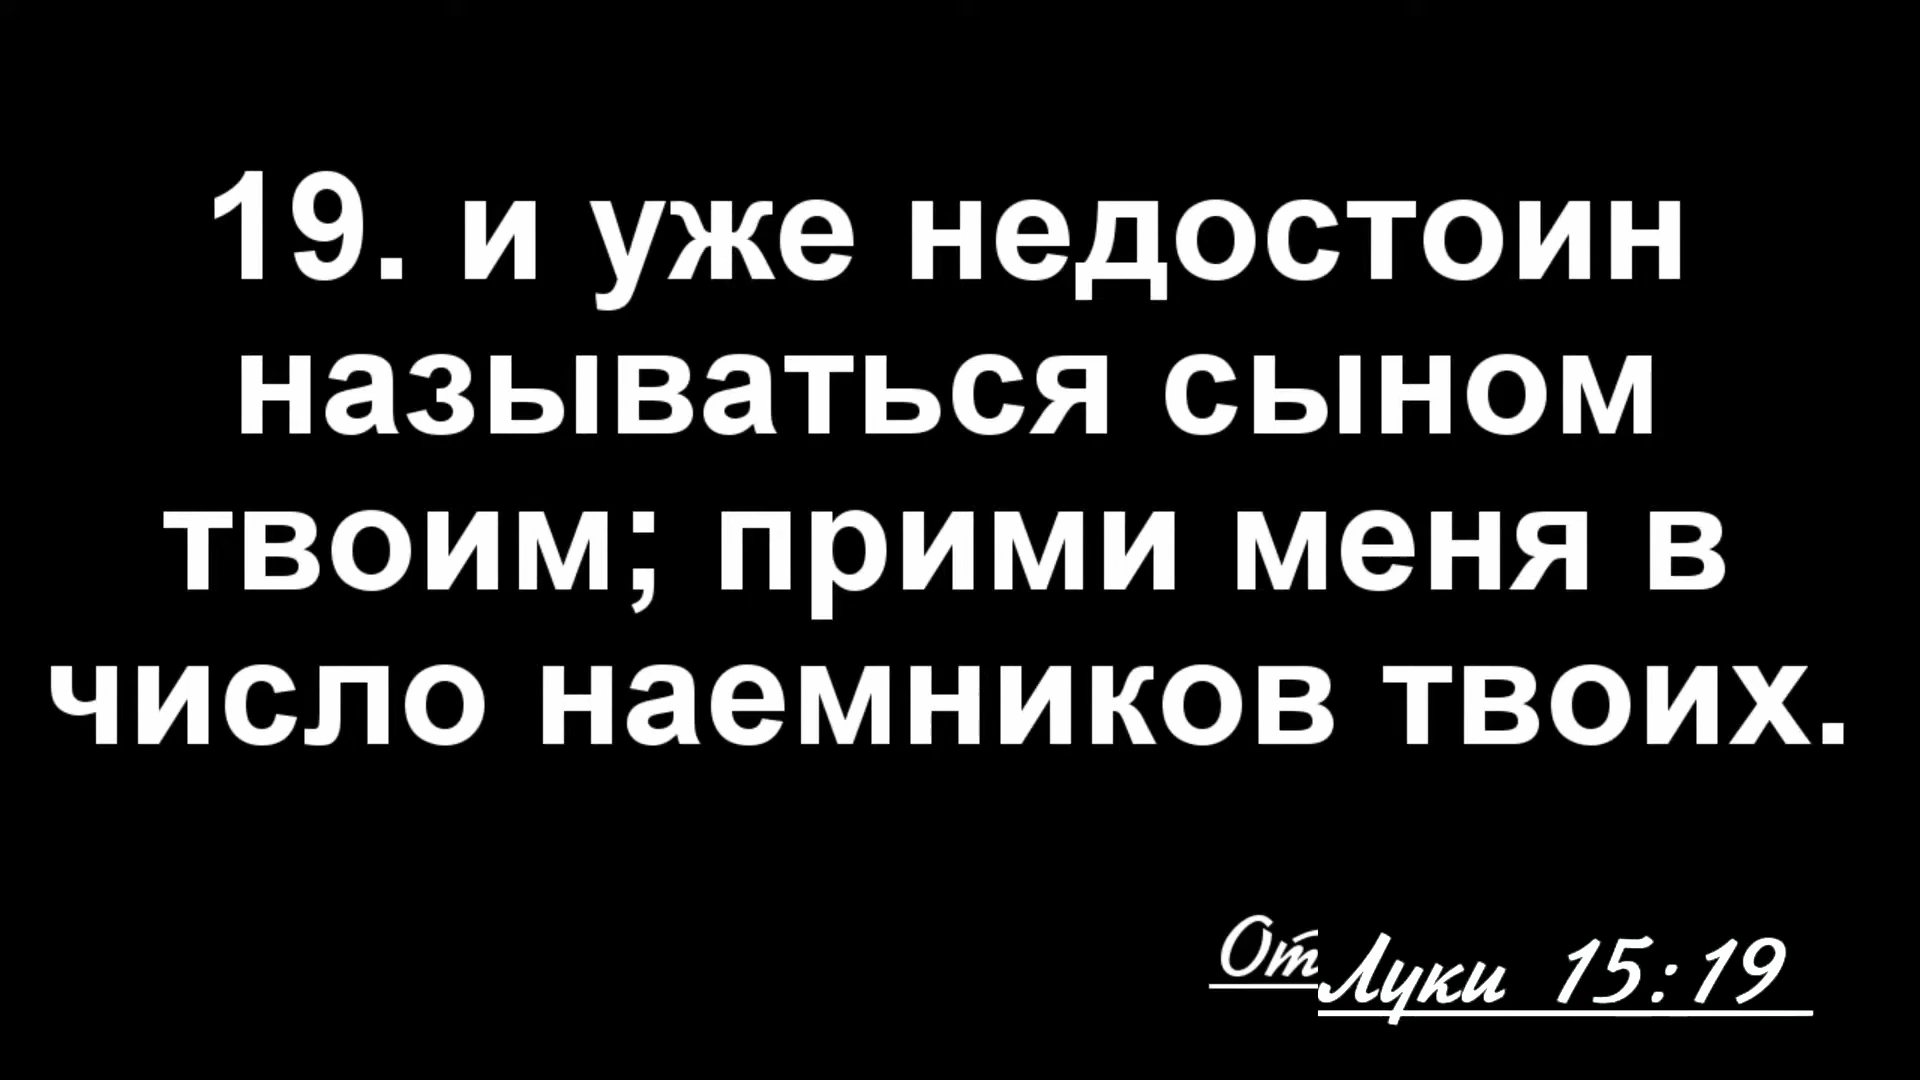 19. и уже недостоин
называться сыном
твоим; прими меня в
число наемников твоих.
От Луки 15:19